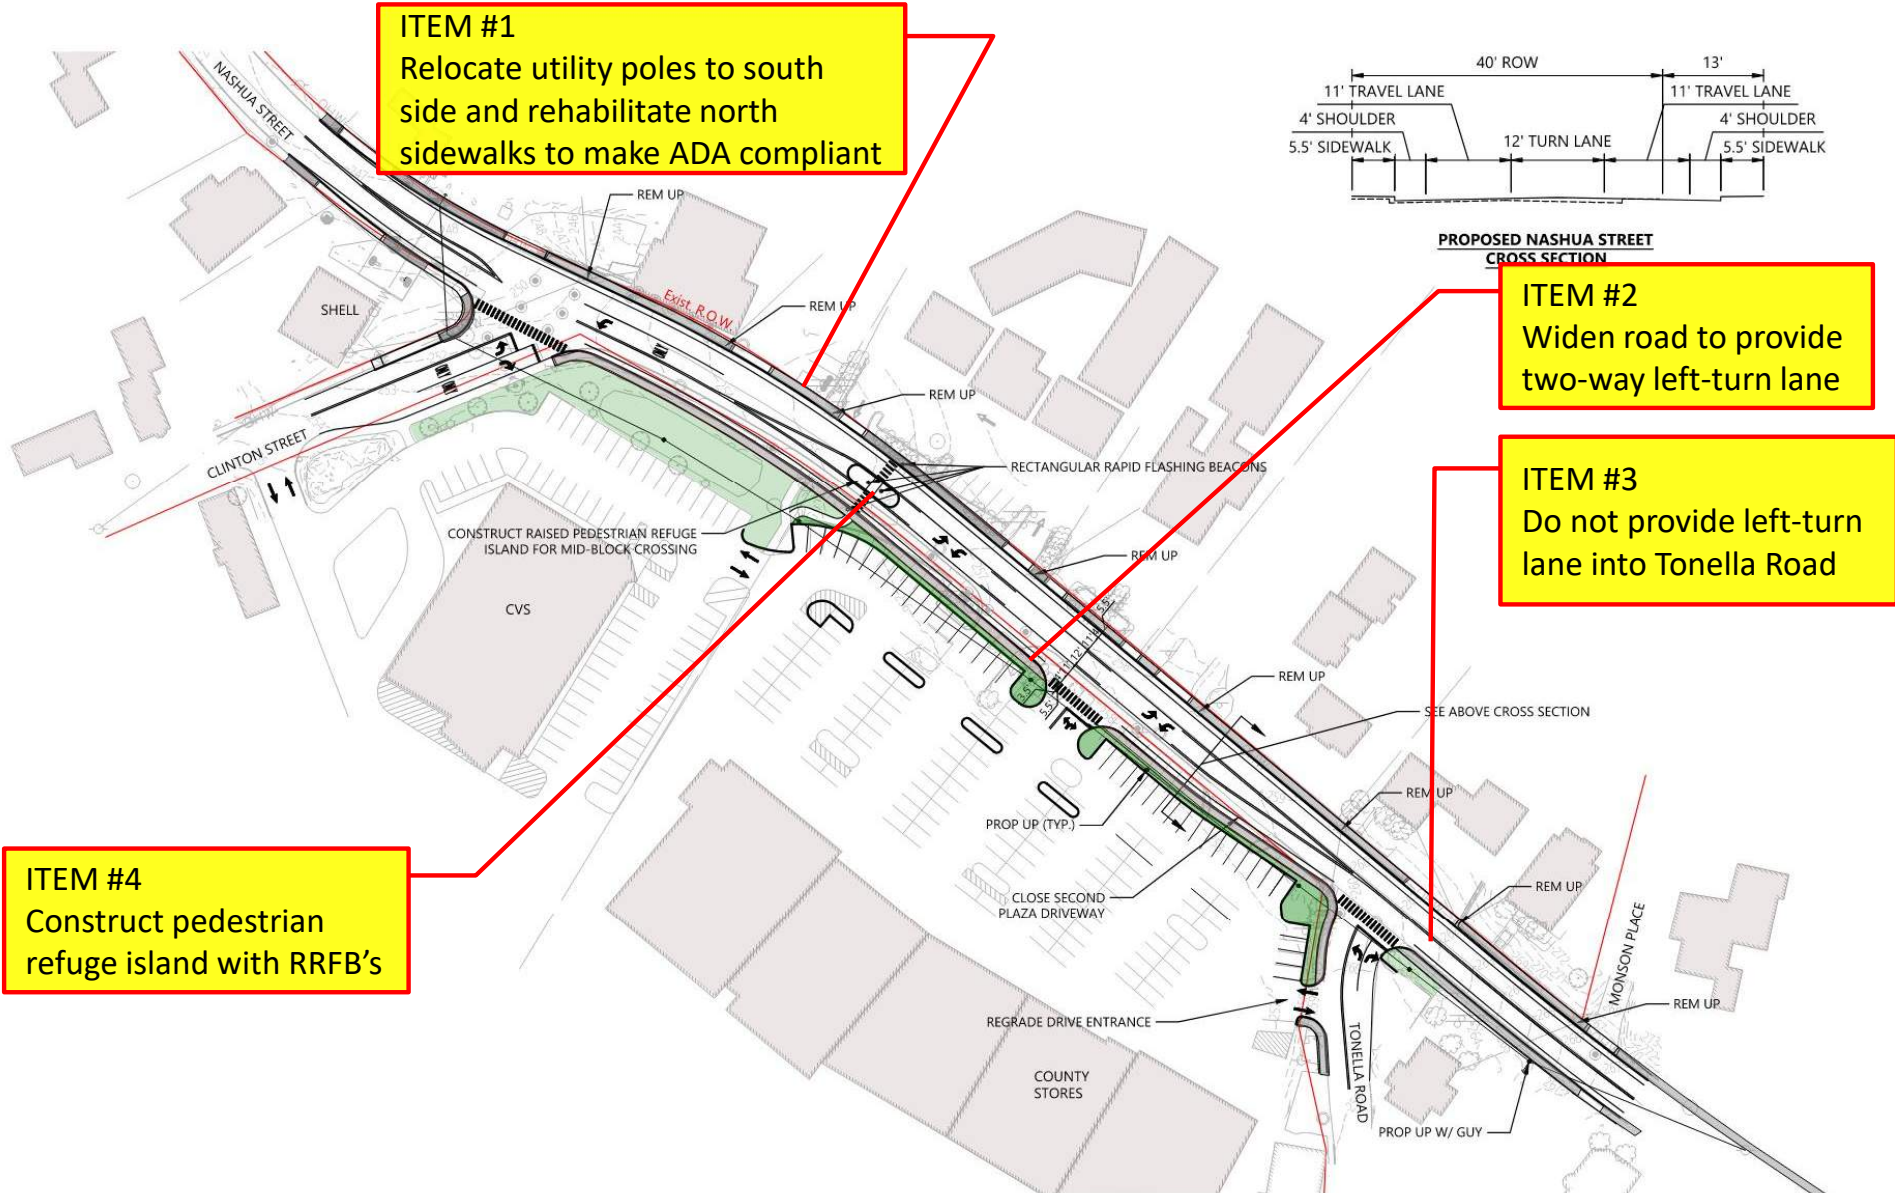 ITEM #1
Relocate utility poles to south
side and rehabilitate north
sidewalks to make ADA compliant
40' ROW
13'
11' TRAVEL LANE
11' TRAVEL LANE
4' SHOULDER
4' SHOULDER
5.5' SIDEWALK
12' TURN LANE
5.5' SIDEWALK
PROPOSED NASHUA STREET
CROSS SECTION
NASHUA STREET
REM UP
SHELL
Exist. R.O.W
REM UP
ITEM #2
Widen road to provide
two-way left-turn lane
REM UP
CLINTON STREET
RECTANGULAR RAPID FLASHING BEACONS
ITEM #3
Do not provide left-turn
lane into Tonella Road
CONSTRUCT RAISED PEDESTRIAN REFUGE
ISLAND FOR MID-BLOCK CROSSING
REM UP
CVS
REM UP
SEE ABOVE CROSS SECTION
REM UP
PROP UP (TYP.)
ITEM #4
Construct pedestrian
refuge island with RRFB's
CLOSE SECOND
PLAZA DRIVEWAY
REM UP
MONSON PLACE
REM UP
REGRADE DRIVE ENTRANCE
TONELLA ROAD
COUNTY
STORES
PROP UP W/ GUY